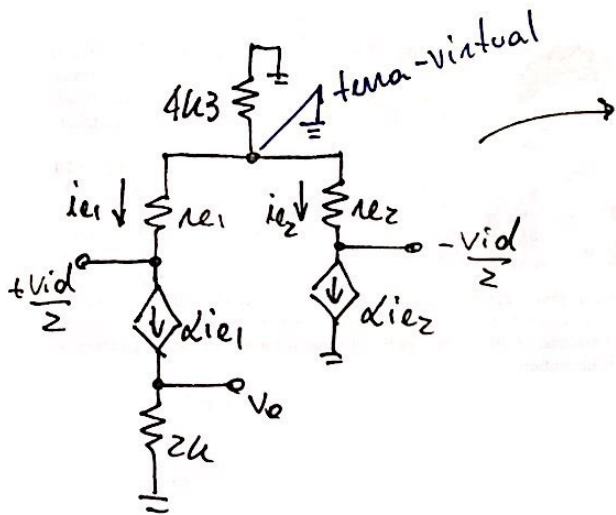 terra-virtual
4k3
ie1 ↓
re1
ie2 ↓
re2
+vid/2
-vid/2
αie1
αie2
vo
2k